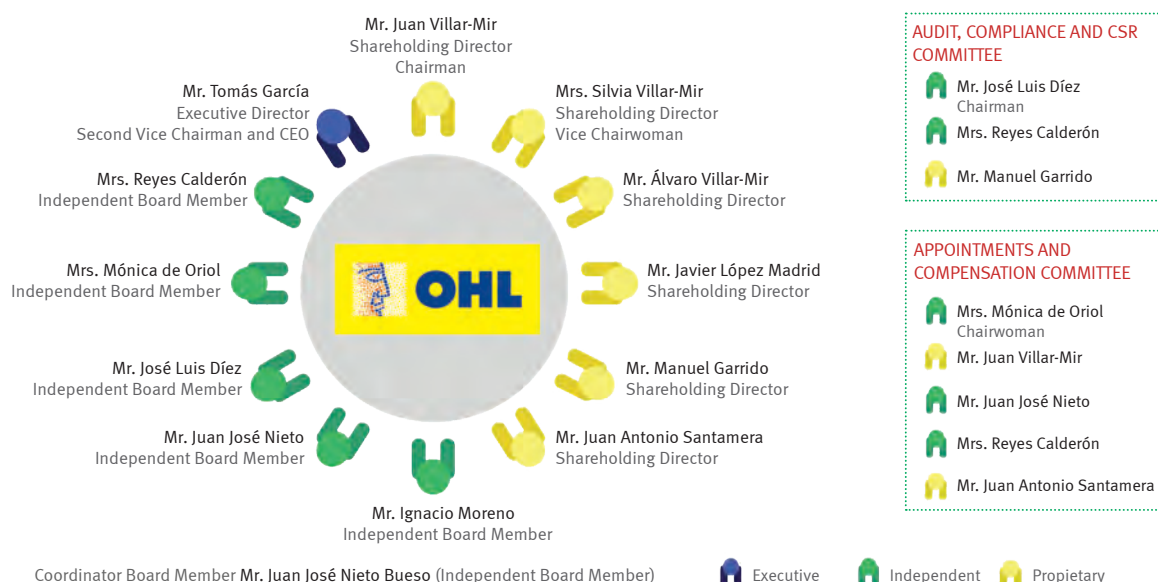 Mr. Juan Villar-Mir
Shareholding Director
Chairman
Mr. Tomás García
Executive Director
Second Vice Chairman and CEO
Mrs. Silvia Villar-Mir
Shareholding Director
Vice Chairwoman
Mrs. Reyes Calderón
Independent Board Member
Mr. Álvaro Villar-Mir
Shareholding Director
Mrs. Mónica de Oriol
Independent Board Member
OHL
Mr. Javier López Madrid
Shareholding Director
Mr. José Luis Díez
Independent Board Member
Mr. Manuel Garrido
Shareholding Director
Mr. Juan José Nieto
Independent Board Member
Mr. Juan Antonio Santamera
Shareholding Director
Mr. Ignacio Moreno
Independent Board Member
AUDIT, COMPLIANCE AND CSR
COMMITTEE
Mr. José Luis Díez
Chairman
Mrs. Reyes Calderón
Mr. Manuel Garrido
APPOINTMENTS AND
COMPENSATION COMMITTEE
Mrs. Mónica de Oriol
Chairwoman
Mr. Juan Villar-Mir
Mr. Juan José Nieto
Mrs. Reyes Calderón
Mr. Juan Antonio Santamera
Coordinator Board Member Mr. Juan José Nieto Bueso (Independent Board Member)
Executive
Independent
Propietary